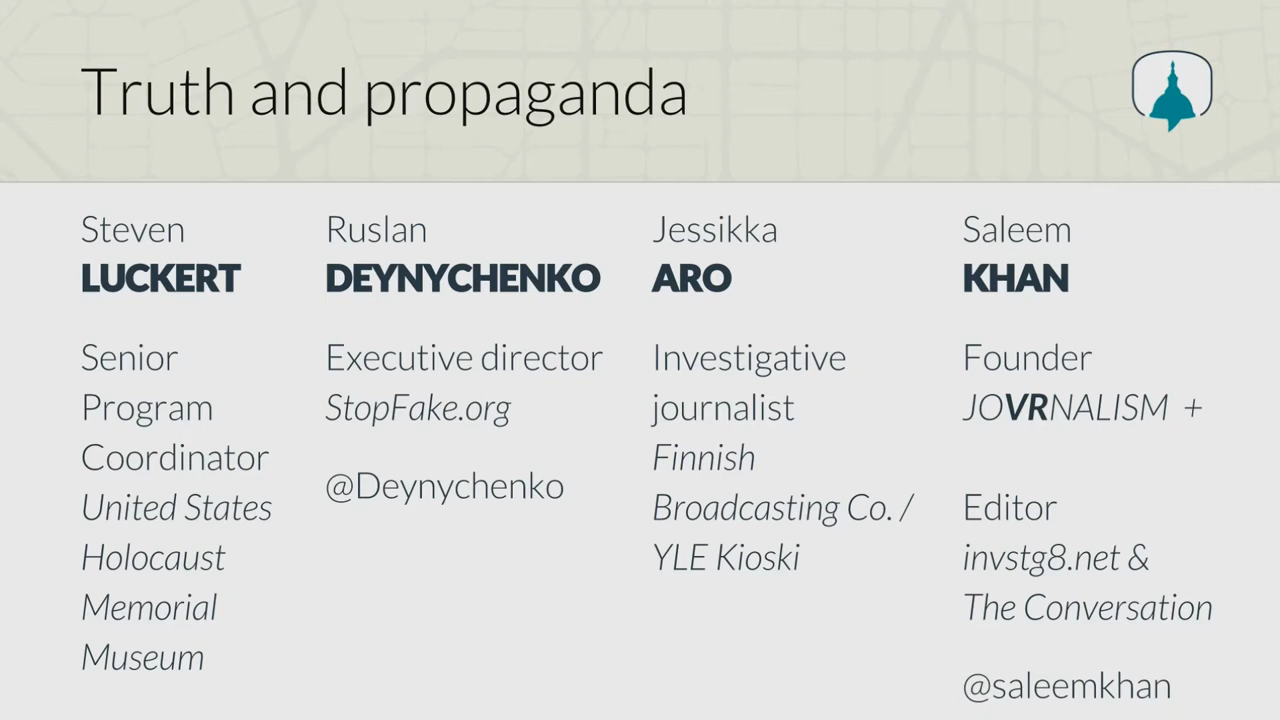 Truth and propaganda
Steven
LUCKERT
Senior
Program
Coordinator
United States
Holocaust
Memorial
Museum
Ruslan
DEYNYCHENKO
Executive director
StopFake.org
@Deynychenko
Jessikka
ARO
Investigative
journalist
Finnish
Broadcasting Co. /
YLE Kioski
Saleem
KHAN
Founder
JOVRNALISM +
Editor
invstg8.net &
The Conversation
@saleemkhan